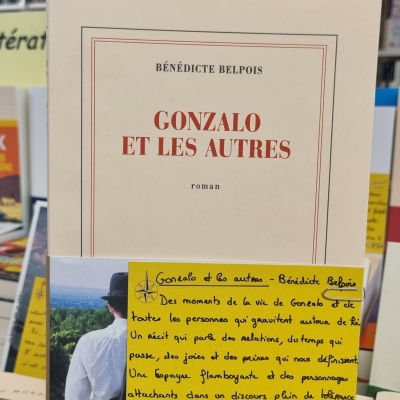 térat
BÉNÉDICTE BELPOIS
GONZALO
ET LES AUTRES
roman
Gonzalo et les autres - Bénédicte Belpois
Des moments de la vie de Gonzalo et de
toutes les personnes qui gravitent autour de lui.
Un récit qui parle des relations, du temps qui
passe, des joies et des peines qui nous définissent.
Une Espagne flamboyante et des personnages
attachants dans un discours plein de tolérance